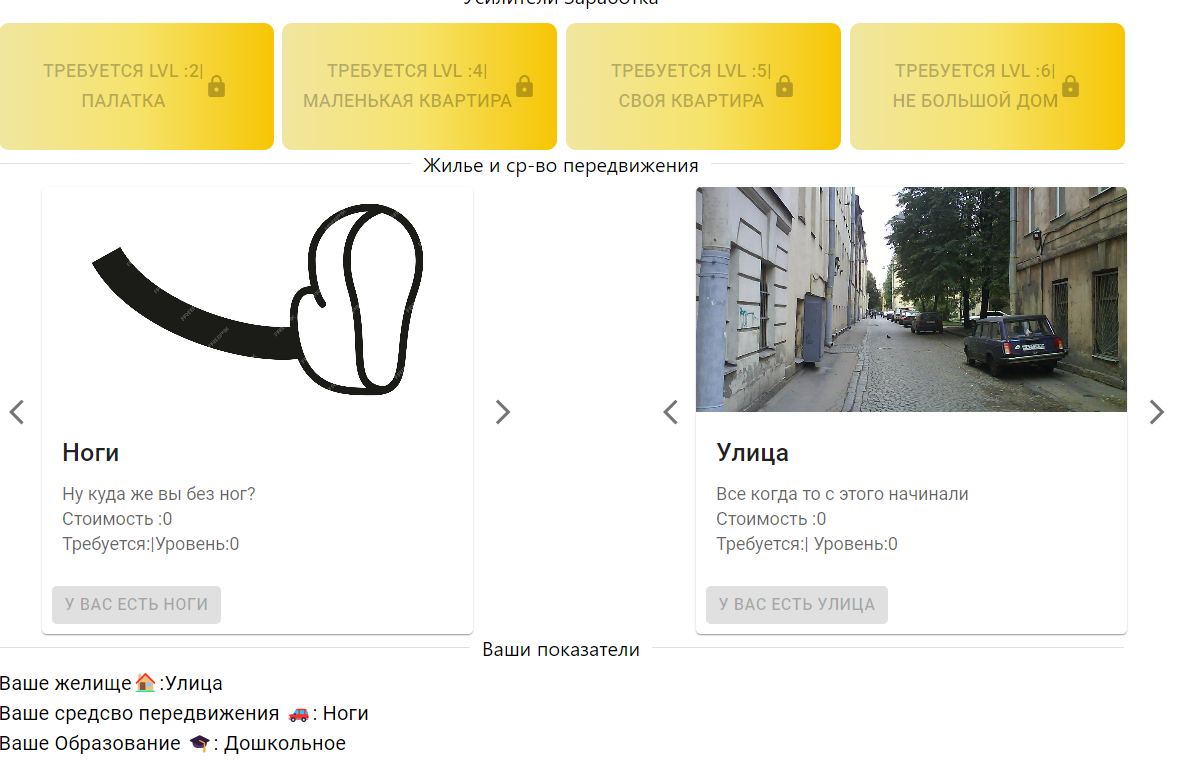 Усилители Заработка
ТРЕБУЕТСЯ LVL :2|
ПАЛАТКА
ТРЕБУЕТСЯ LVL :4|
МАЛЕНЬКАЯ КВАРТИРА
ТРЕБУЕТСЯ LVL :5|
СВОЯ КВАРТИРА
ТРЕБУЕТСЯ LVL :6|
НЕ БОЛЬШОЙ ДОМ
Жилье и ср-во передвижения
Ноги
Ну куда же вы без ног?
Стоимость :0
Требуется:|Уровень:0
У ВАС ЕСТЬ НОГИ
Улица
Все когда то с этого начинали
Стоимость :0
Требуется:| Уровень:0
У ВАС ЕСТЬ УЛИЦА
Ваши показатели
Ваше желище🏠:Улица
Ваше средсво передвижения 🚗: Ноги
Ваше Образование 🎓: Дошкольное